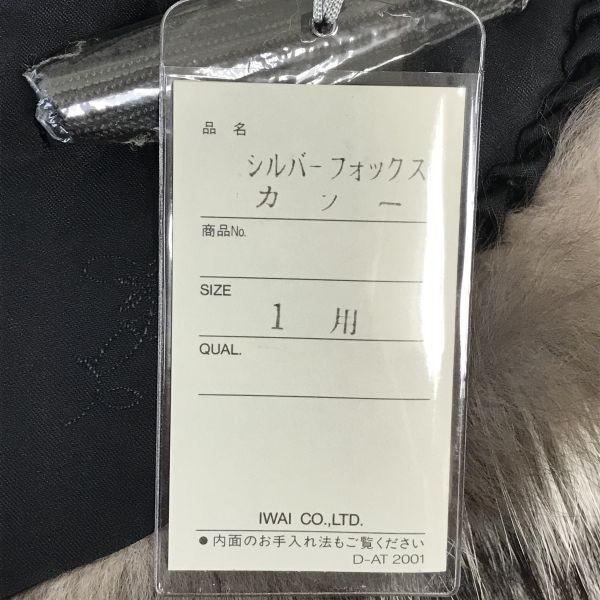 品名
シルバーフォックス
カラー
商品No.
SIZE
1 用
QUAL.
IWAI CO.,LTD.
●内面のお手入れ法もご覧ください
D-AT 2001